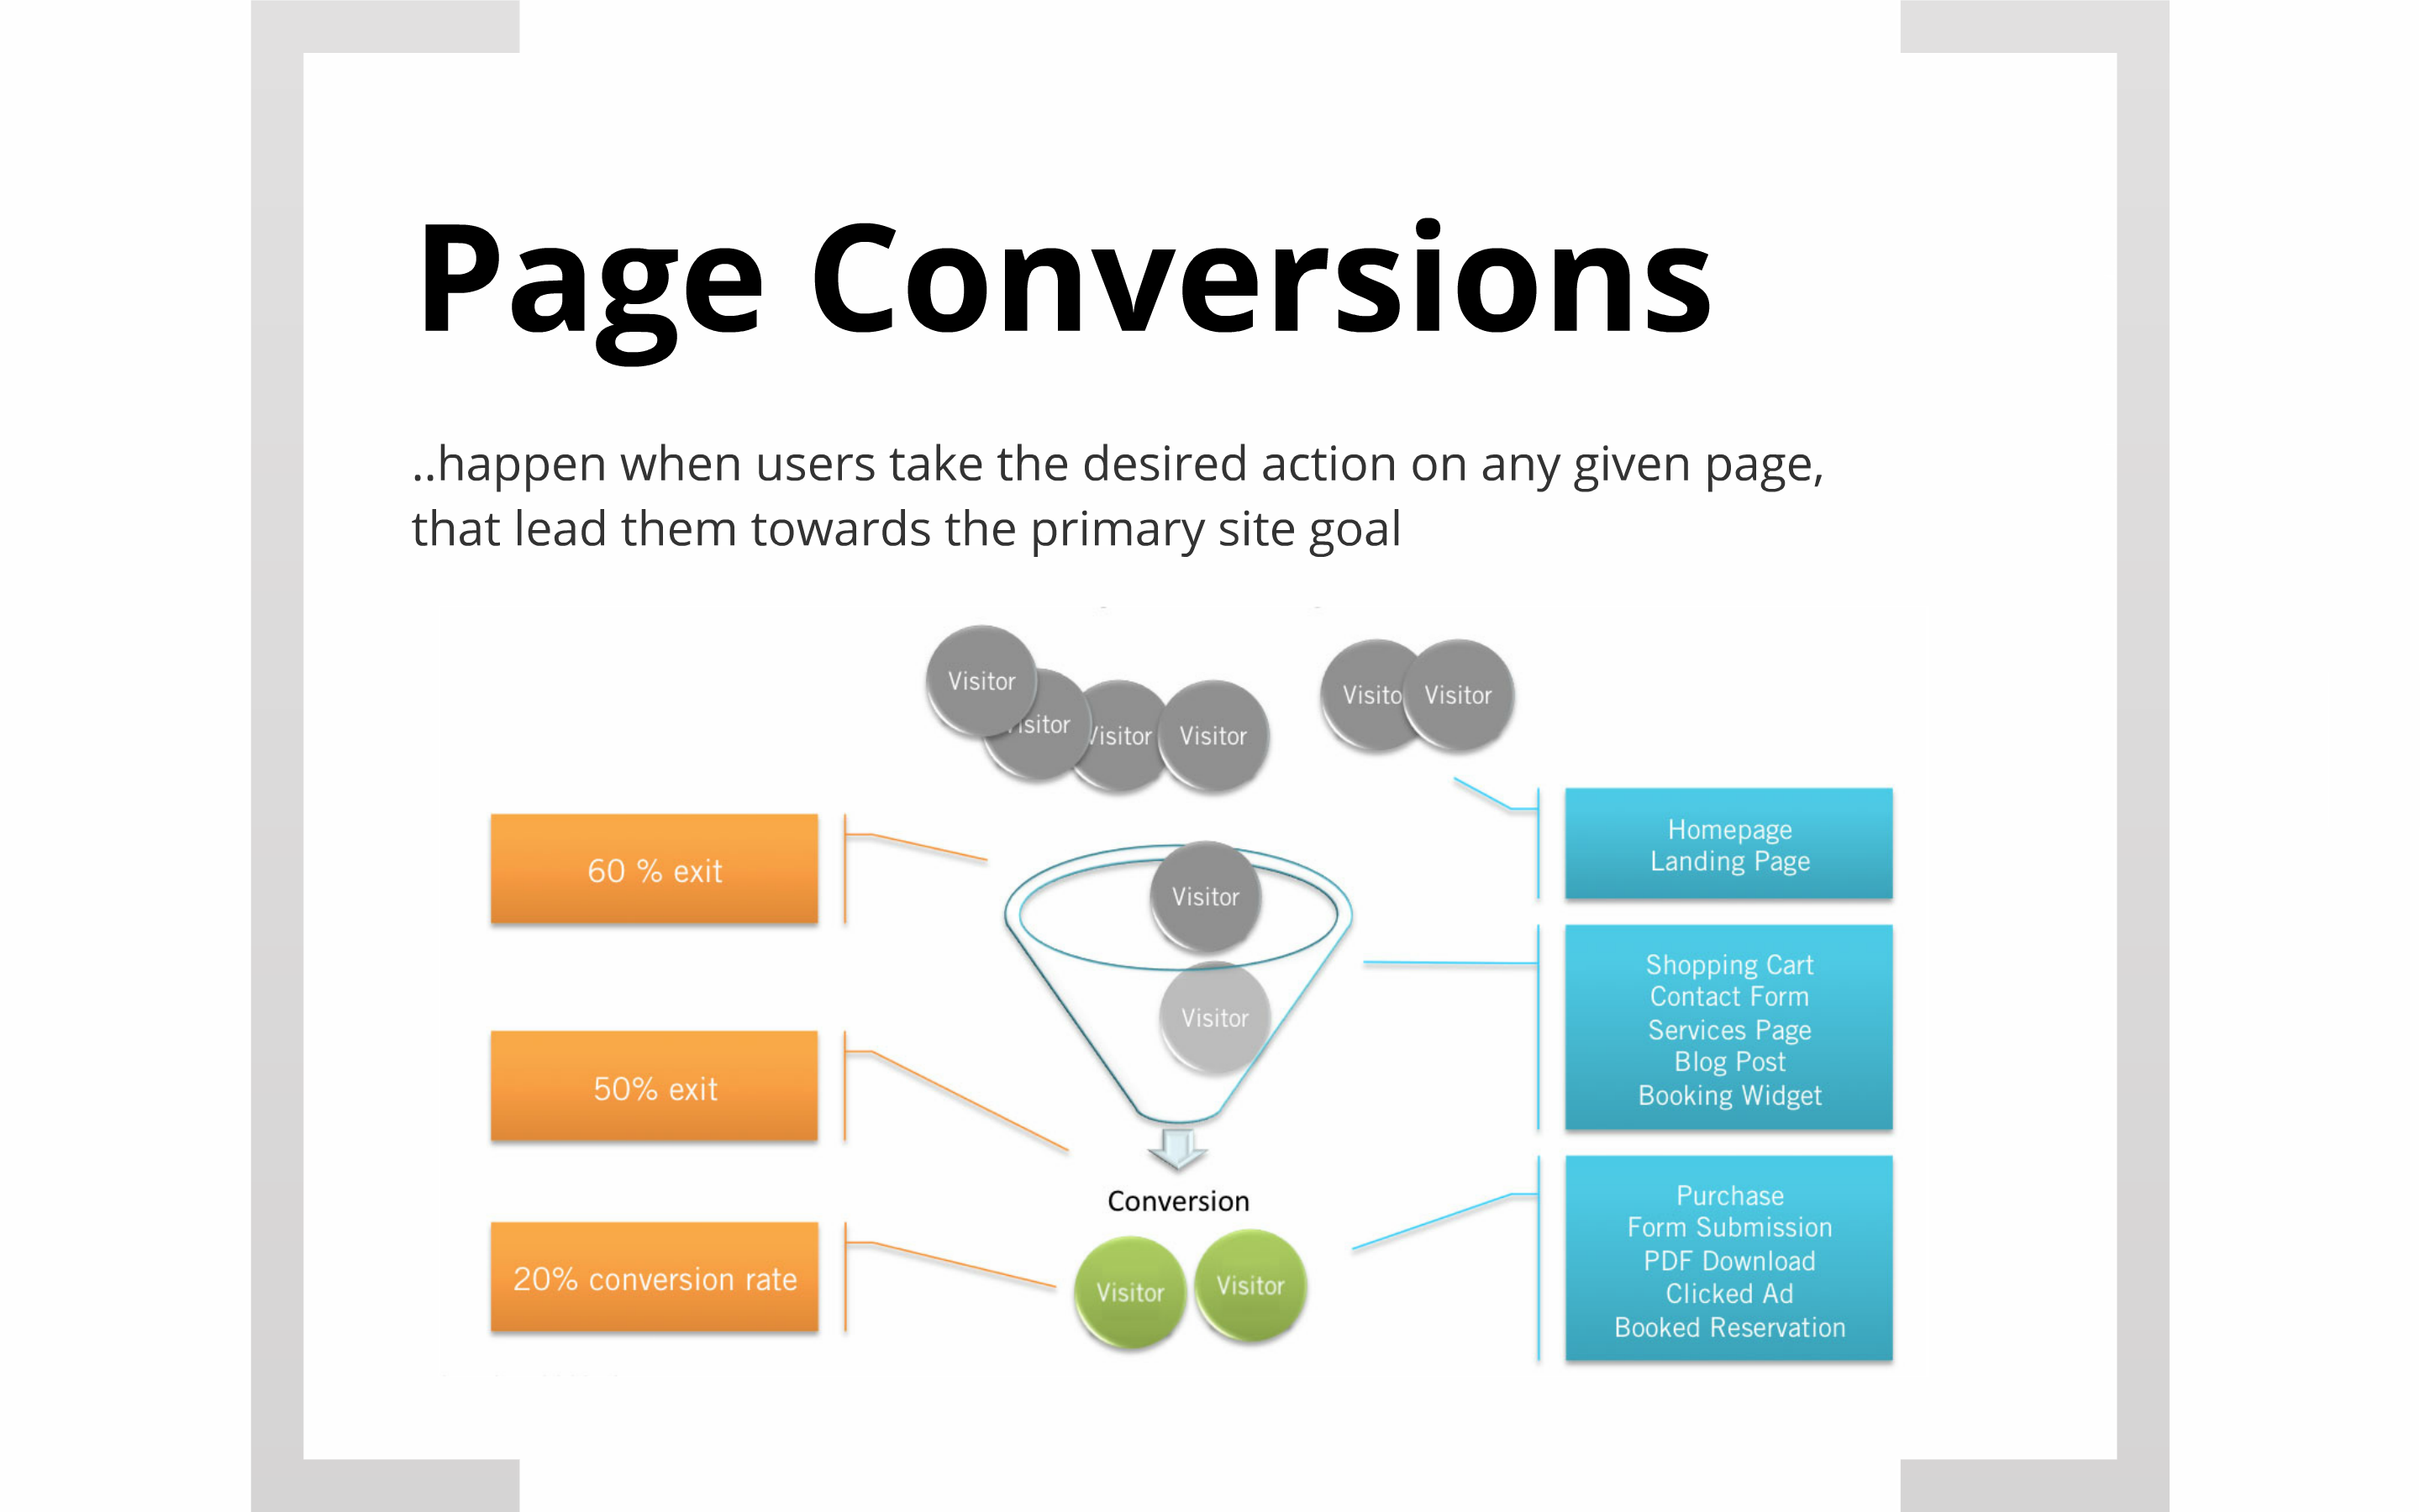 Page Conversions
..happen when users take the desired action on any given page,
that lead them towards the primary site goal
Visitor
Visitor
Visitor
Visitor
Visito
Visitor
60 % exit
Visitor
Homepage
Landing Page
50% exit
Visitor
Shopping Cart
Contact Form
Services Page
Blog Post
Booking Widget
Conversion
20% conversion rate
Visitor
Visitor
Purchase
Form Submission
PDF Download
Clicked Ad
Booked Reservation